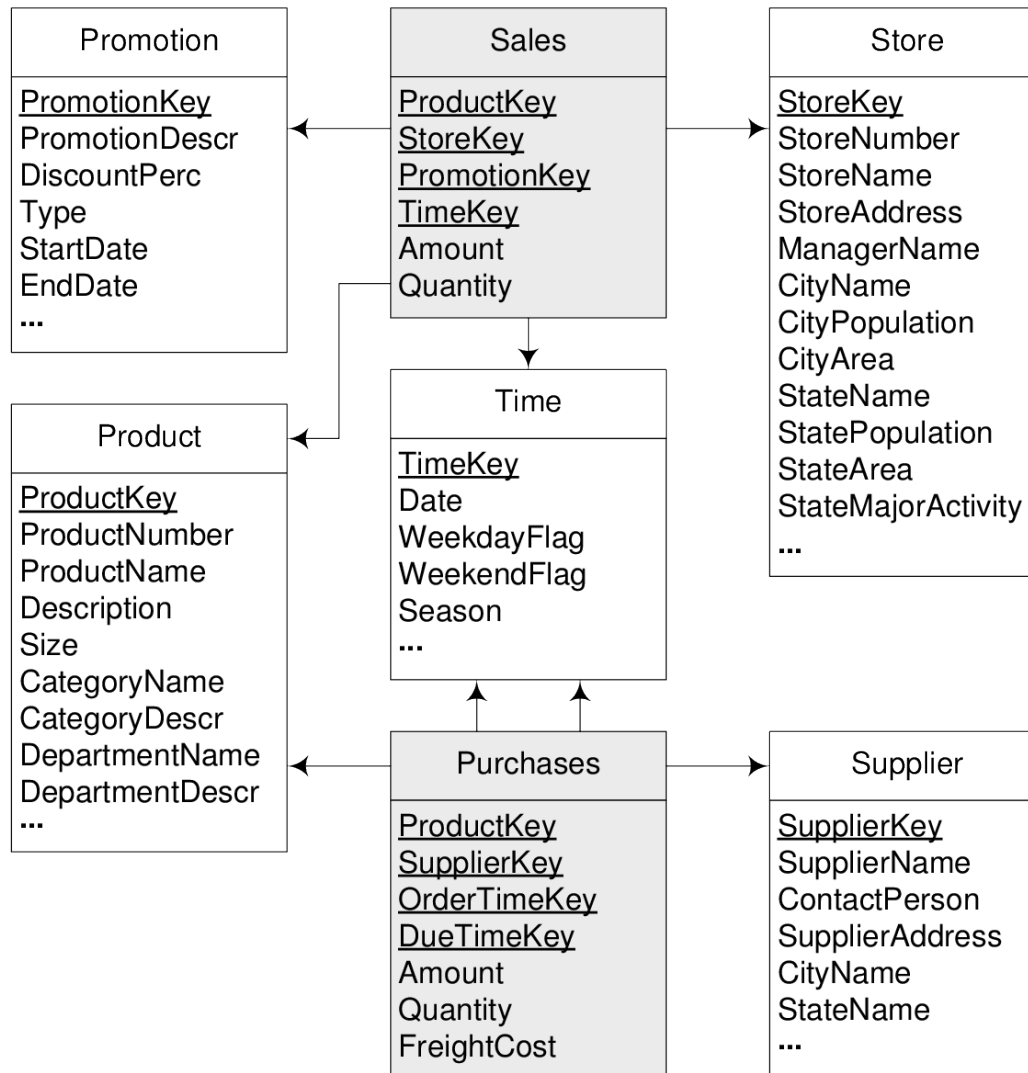 Promotion
PromotionKey
PromotionDescr
DiscountPerc
Type
StartDate
EndDate
...
Sales
ProductKey
StoreKey
PromotionKey
TimeKey
Amount
Quantity
Store
StoreKey
StoreNumber
StoreName
StoreAddress
ManagerName
CityName
CityPopulation
CityArea
StateName
StatePopulation
StateArea
StateMajorActivity
...
Product
ProductKey
ProductNumber
ProductName
Description
Size
CategoryName
CategoryDescr
DepartmentName
DepartmentDescr
...
Time
TimeKey
Date
WeekdayFlag
WeekendFlag
Season
...
Purchases
ProductKey
SupplierKey
OrderTimeKey
DueTimeKey
Amount
Quantity
FreightCost
Supplier
SupplierKey
SupplierName
ContactPerson
SupplierAddress
CityName
StateName
...